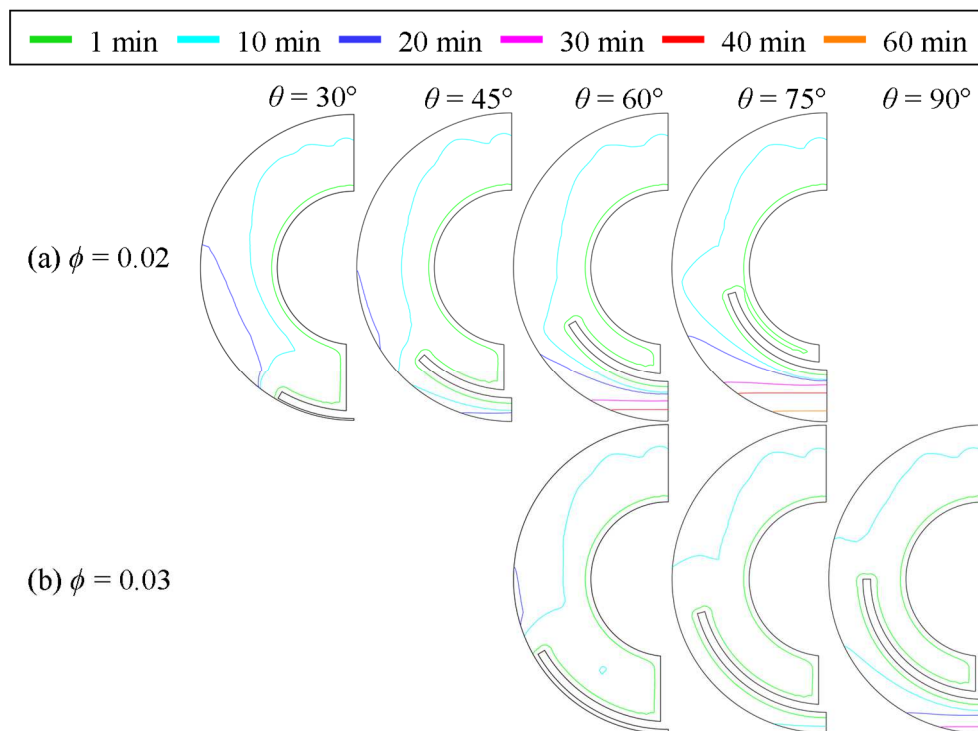 1 min 10 min 20 min 30 min 40 min 60 min
θ = 30° θ = 45° θ = 60° θ = 75° θ = 90°
(a) ϕ = 0.02
(b) ϕ = 0.03